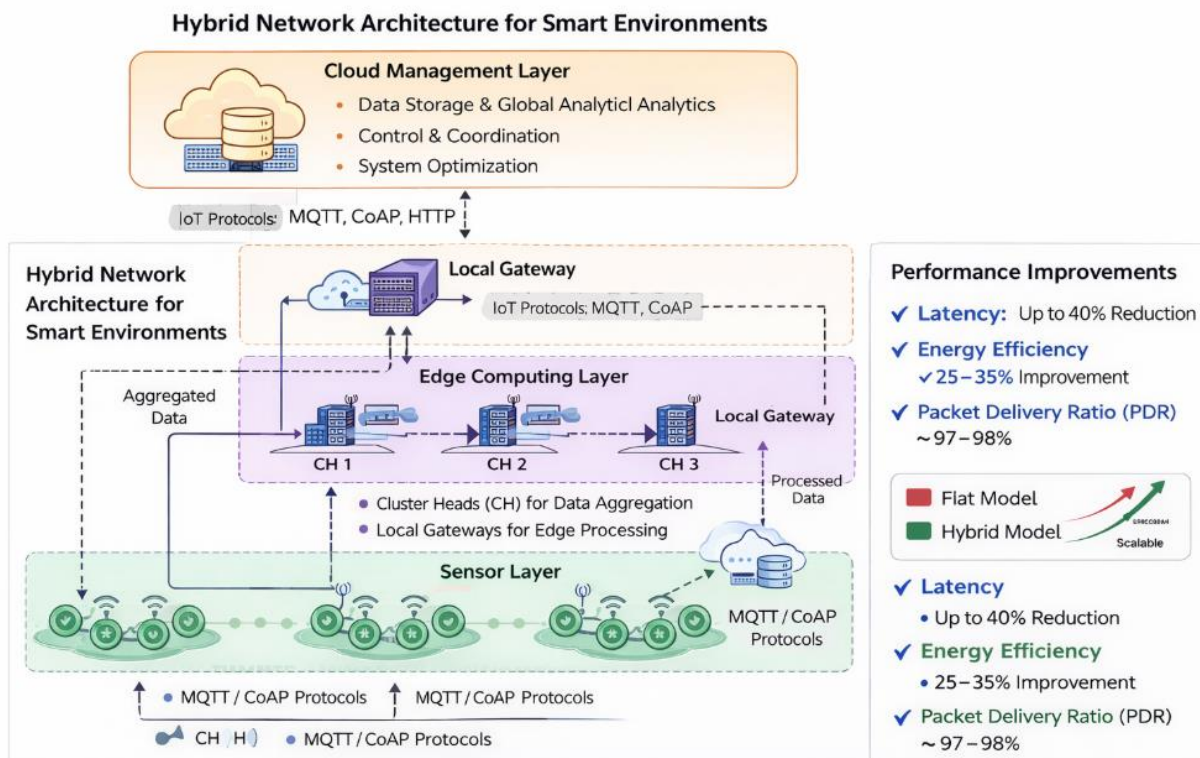 Hybrid Network Architecture for Smart Environments
Cloud Management Layer
• Data Storage & Global Analyticl Analytics
• Control & Coordination
• System Optimization
IoT Protocols: MQTT, CoAP, HTTP
Hybrid Network
Architecture for
Smart Environments
Local Gateway
IoT Protocols: MQTT, CoAP
Edge Computing Layer
Aggregated
Data
Local Gateway
CH 1
CH 2
CH 3
• Cluster Heads (CH) for Data Aggregation
• Local Gateways for Edge Processing
Processed
Data
Sensor Layer
MQTT / CoAP
Protocols
• MQTT / CoAP Protocols
MQTT / CoAP Protocols
CH (H)
• MQTT / CoAP Protocols
Performance Improvements
✓ Latency: Up to 40% Reduction
✓ Energy Efficiency
✓ 25–35% Improvement
✓ Packet Delivery Ratio (PDR)
~ 97–98%
Flat Model
Hybrid Model
Scalable
✓ Latency
• Up to 40% Reduction
✓ Energy Efficiency
• 25–35% Improvement
✓ Packet Delivery Ratio (PDR)
~ 97–98%